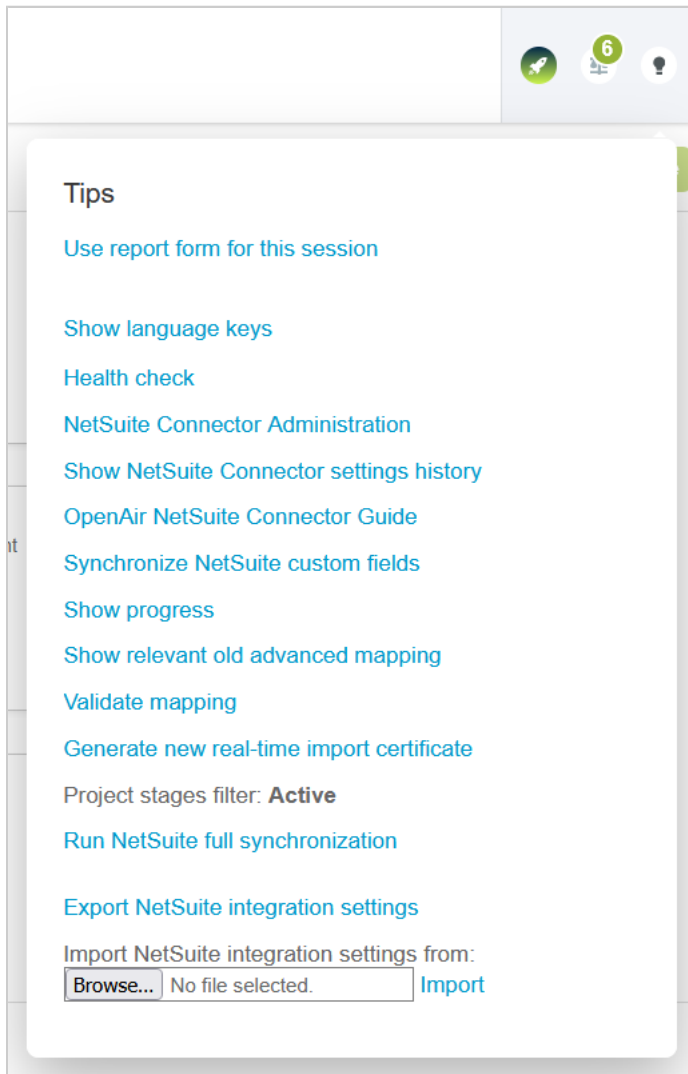 6
Tips
Use report form for this session
Show language keys
Health check
NetSuite Connector Administration
Show NetSuite Connector settings history
OpenAir NetSuite Connector Guide
nt
Synchronize NetSuite custom fields
Show progress
Show relevant old advanced mapping
Validate mapping
Generate new real-time import certificate
Project stages filter: Active
Run NetSuite full synchronization
Export NetSuite integration settings
Import NetSuite integration settings from:
Browse... No file selected. Import